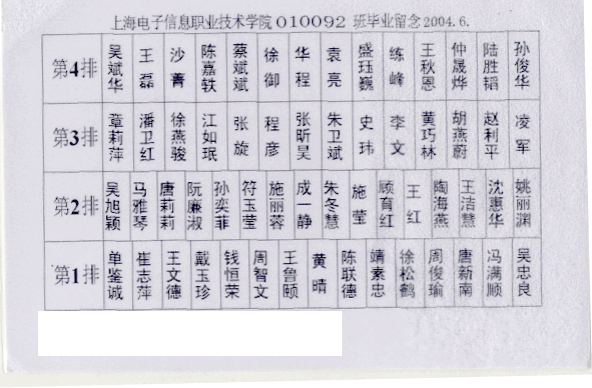 上海电子信息职业技术学院010092 班毕业留念2004.6.
第4排 吴斌华 王磊 沙菁 陈嘉轶 蔡斌斌 徐御 华程 袁亮 盛珏巍 练峰 王秋恩 仲晟烨 陆胜韬 孙俊华
第3排 章莉萍 潘卫红 徐燕骏 江如珉 张旋 程彦 张昕昊 朱卫斌 史玮 李文 黄巧林 胡燕蔚 赵利平 凌军
第2排 吴旭颖 马雅琴 唐莉莉 阮廉淑 孙奕菲 符玉莹 施丽蓉 成一静 朱冬慧 施莹 顾育红 王红 陶海燕 王洁慧 沈惠华 姚丽渊
第1排 单鉴诚 崔志萍 王文德 戴玉珍 钱恒荣 周智文 王鲁颐 黄晴 陈联德 靖素忠 徐松鹤 周俊瑜 唐新南 冯满顺 吴忠良